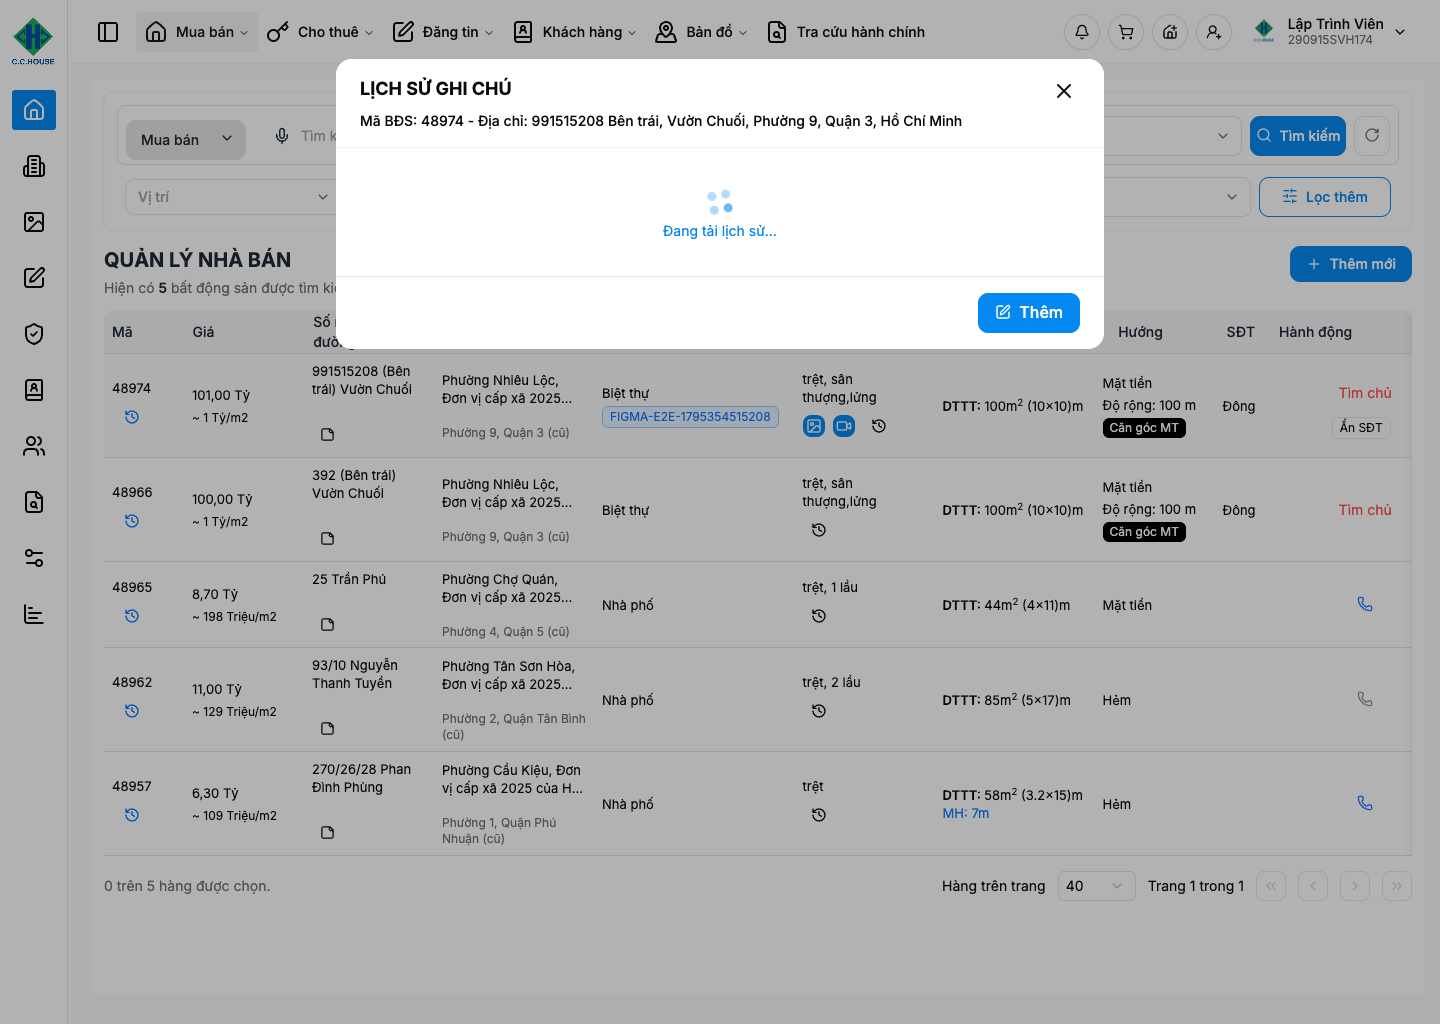 C.C.HOUSE
Mua bán
Cho thuê
Đăng tin
Khách hàng
Bản đồ
Tra cứu hành chính
Lập Trình Viên
290915SVH174
LỊCH SỬ GHI CHÚ
Mã BĐS: 48974 - Địa chỉ: 991515208 Bên trái, Vườn Chuối, Phường 9, Quận 3, Hồ Chí Minh
Đang tải lịch sử...
Thêm
Mua bán
Tìm k
Tìm kiếm
Vị trí
Lọc thêm
QUẢN LÝ NHÀ BÁN
Hiện có 5 bất động sản được tìm ki
Thêm mới
Mã
Giá
Số
đườn
Hướng
SĐT
Hành động
48974
101,00 Tỷ
~ 1 Tỷ/m2
991515208 (Bên
trái) Vườn Chuối
Phường Nhiêu Lộc,
Đơn vị cấp xã 2025...
Phường 9, Quận 3 (cũ)
Biệt thự
FIGMA-E2E-1795354515208
trệt, sân
thượng,lửng
DTTT: 100m2 (10x10)m
Mặt tiền
Độ rộng: 100 m
Căn góc MT
Đông
Tìm chủ
Ẩn SĐT
48966
100,00 Tỷ
~ 1 Tỷ/m2
392 (Bên trái)
Vườn Chuối
Phường Nhiêu Lộc,
Đơn vị cấp xã 2025...
Phường 9, Quận 3 (cũ)
Biệt thự
trệt, sân
thượng,lửng
DTTT: 100m2 (10x10)m
Mặt tiền
Độ rộng: 100 m
Căn góc MT
Đông
Tìm chủ
48965
8,70 Tỷ
~ 198 Triệu/m2
25 Trần Phú
Phường Chợ Quán,
Đơn vị cấp xã 2025...
Phường 4, Quận 5 (cũ)
Nhà phố
trệt, 1 lầu
DTTT: 44m2 (4x11)m
Mặt tiền
48962
11,00 Tỷ
~ 129 Triệu/m2
93/10 Nguyễn
Thanh Tuyền
Phường Tân Sơn Hòa,
Đơn vị cấp xã 2025...
Phường 2, Quận Tân Bình
(cũ)
Nhà phố
trệt, 2 lầu
DTTT: 85m2 (5x17)m
Hẻm
48957
6,30 Tỷ
~ 109 Triệu/m2
270/26/28 Phan
Đình Phùng
Phường Cầu Kiệu, Đơn
vị cấp xã 2025 của H...
Phường 1, Quận Phú
Nhuận (cũ)
Nhà phố
trệt
DTTT: 58m2 (3.2x15)m
MH: 7m
Hẻm
0 trên 5 hàng được chọn.
Hàng trên trang
40
Trang 1 trong 1